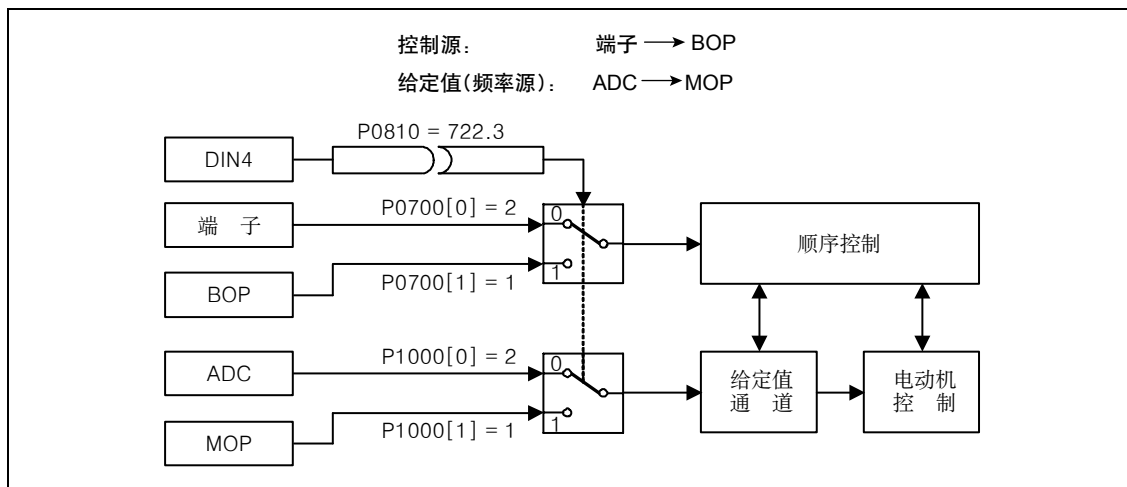 控制源: 端子 → BOP
给定值(频率源): ADC → MOP
P0810 = 722.3
DIN4
端 子
P0700[0] = 2
0
顺序控制
BOP
P0700[1] = 1
1
ADC
P1000[0] = 2
0
给定值
通 道
电动机
控 制
MOP
P1000[1] = 1
1